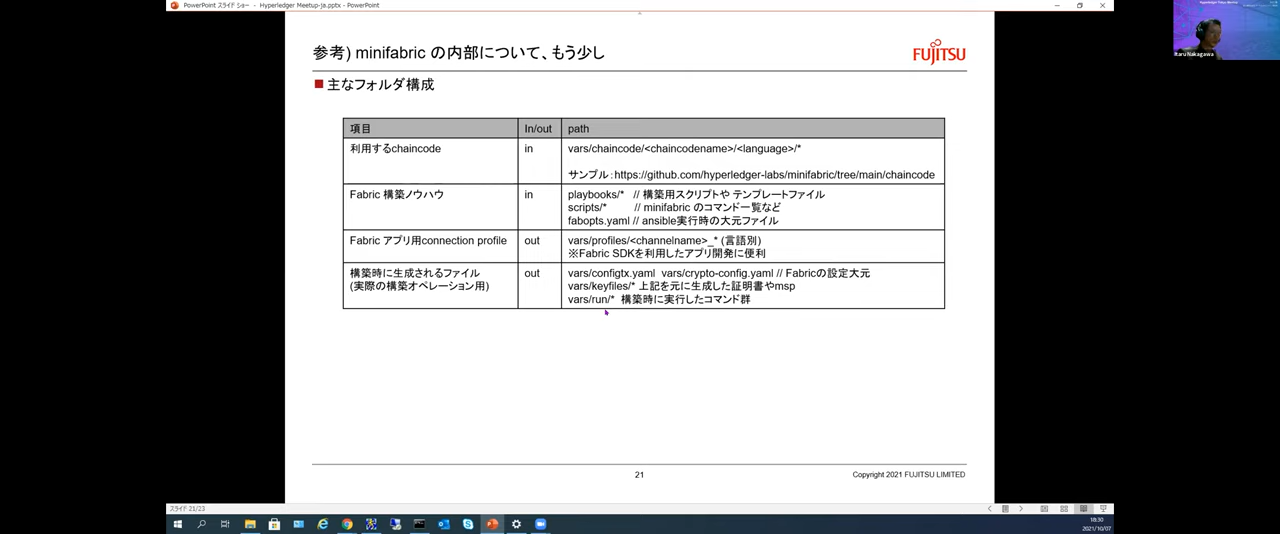 PowerPoint スライド ショー - Hyperledger Meetup-ja.pptx - PowerPoint
Itaru Nakagawa
参考) minifabric の内部について、もう少し
FUJITSU
主なフォルダ構成
項目 In/out path
利用するchaincode in vars/chaincode/<chaincodename>/<language>/*
サンプル：https://github.com/hyperledger-labs/minifabric/tree/main/chaincode
Fabric 構築ノウハウ in playbooks/* // 構築用スクリプトや テンプレートファイル
scripts/* // minifabric のコマンド一覧など
fabopts.yaml // ansible実行時の大元ファイル
Fabric アプリ用connection profile out vars/profiles/<channelname>_* (言語別)
※Fabric SDKを利用したアプリ開発に便利
構築時に生成されるファイル out vars/configtx.yaml vars/crypto-config.yaml // Fabricの設定大元
(実際の構築オペレーション用) vars/keyfiles/* 上記を元に生成した証明書やmsp
vars/run/* 構築時に実行したコマンド群
21
Copyright 2021 FUJITSU LIMITED
スライド 21/23
18:30
2021/10/07